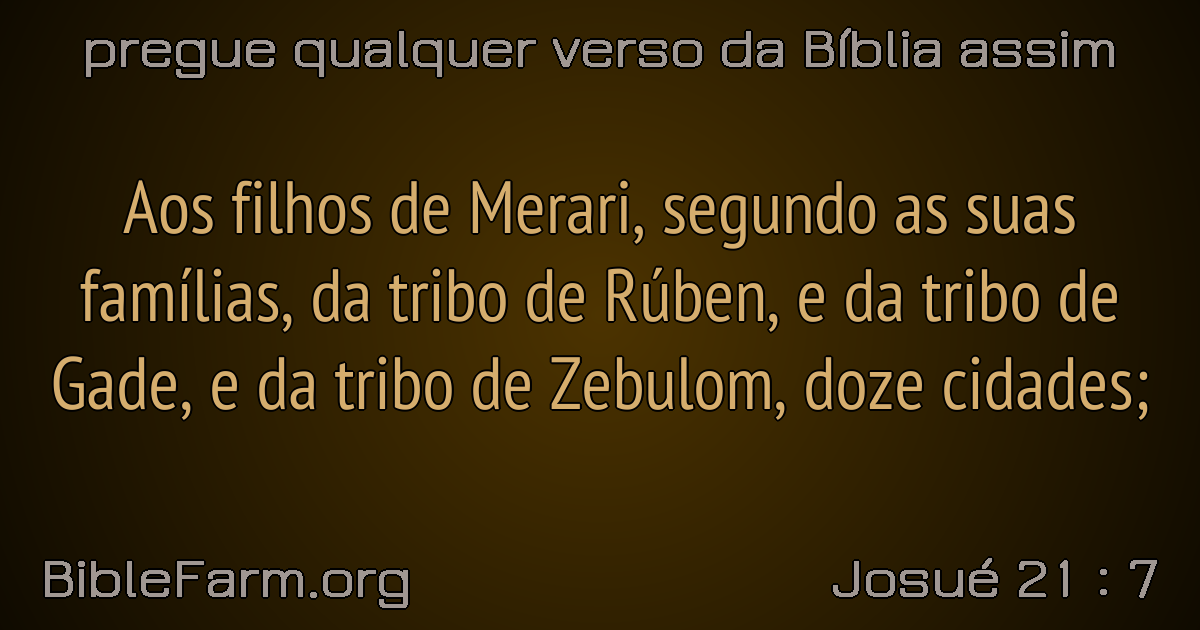 pregue qualquer verso da Bíblia assim
Aos filhos de Merari, segundo as suas
famílias, da tribo de Rúben, e da tribo de
Gade, e da tribo de Zebulom, doze cidades;
BibleFarm.org
Josué 21 : 7